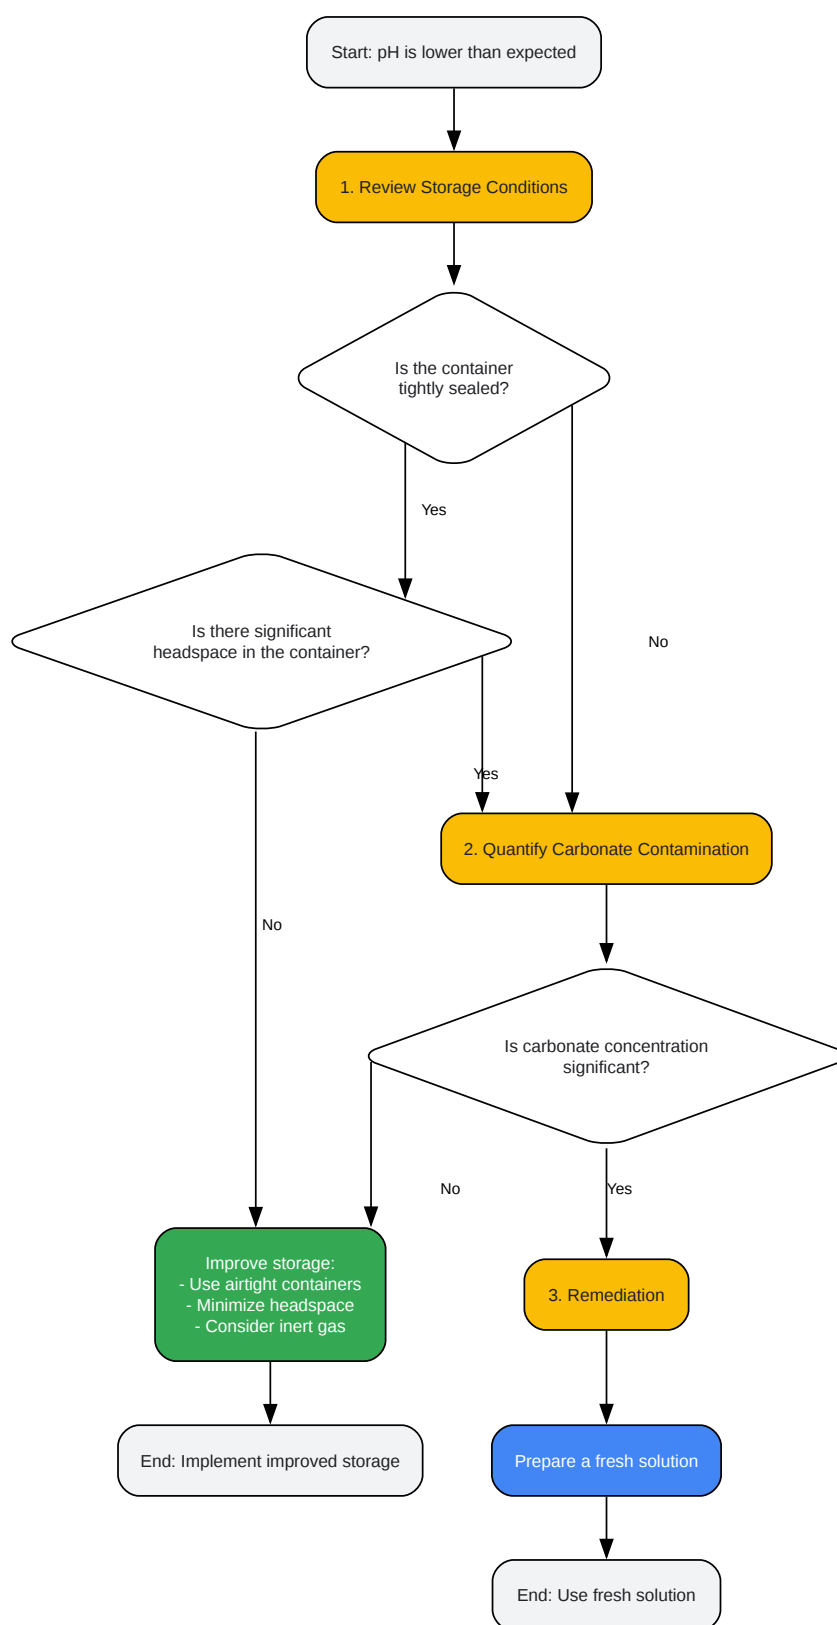 Start: pH is lower than expected
1. Review Storage Conditions
Is the container
tightly sealed?
Yes
Is there significant
headspace in the container?
No
Yes
2. Quantify Carbonate Contamination
No
Is carbonate concentration
significant?
No
Yes
Improve storage:
- Use airtight containers
- Minimize headspace
- Consider inert gas
3. Remediation
End: Implement improved storage
Prepare a fresh solution
End: Use fresh solution